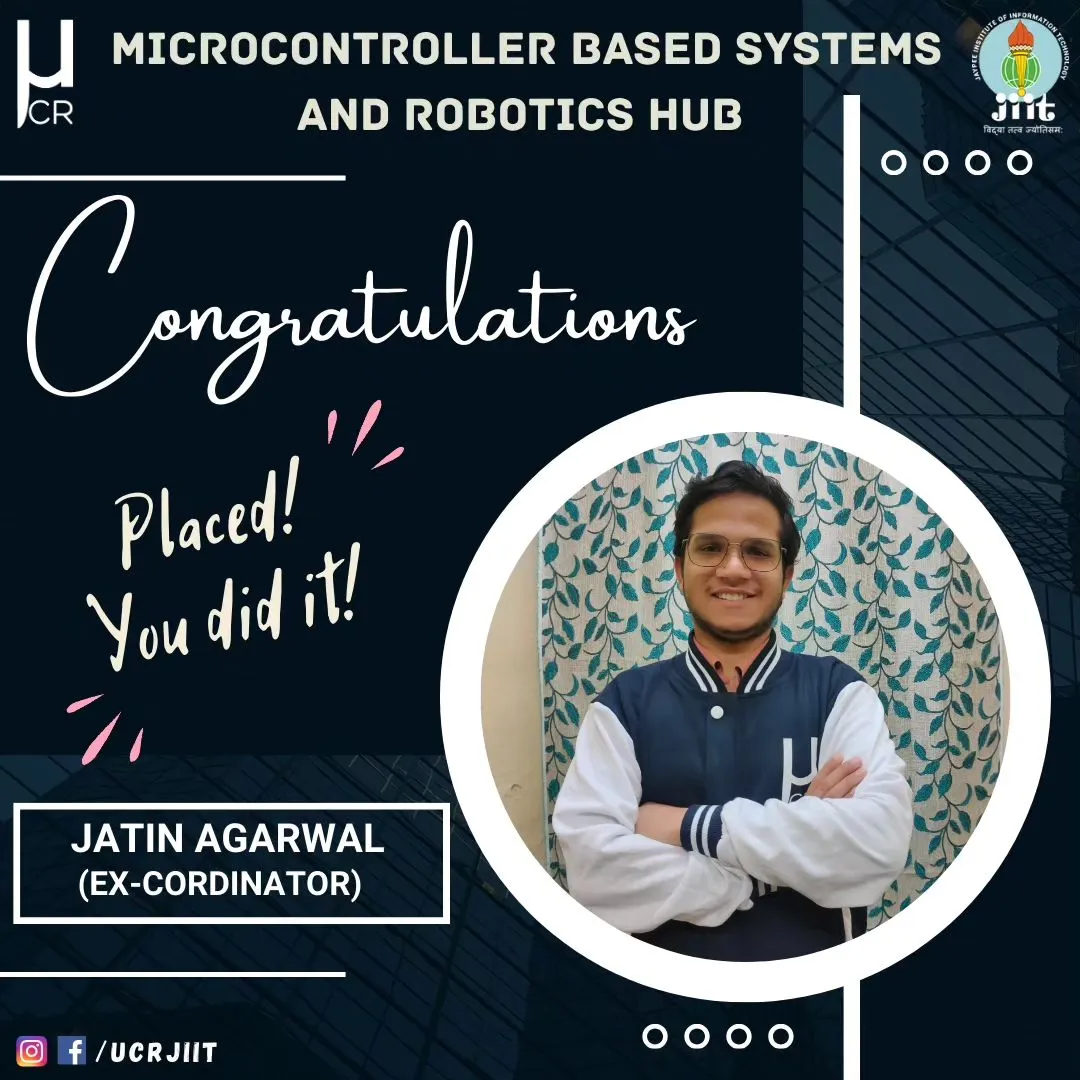 μCR
MICROCONTROLLER BASED SYSTEMS
AND ROBOTICS HUB
JAYPEE INSTITUTE OF INFORMATION TECHNOLOGY
jiit
विद्या तत्व ज्योतिसमः
Congratulations
Placed!
You did it!
μ
JATIN AGARWAL
(EX-CORDINATOR)
/UCRJIIT